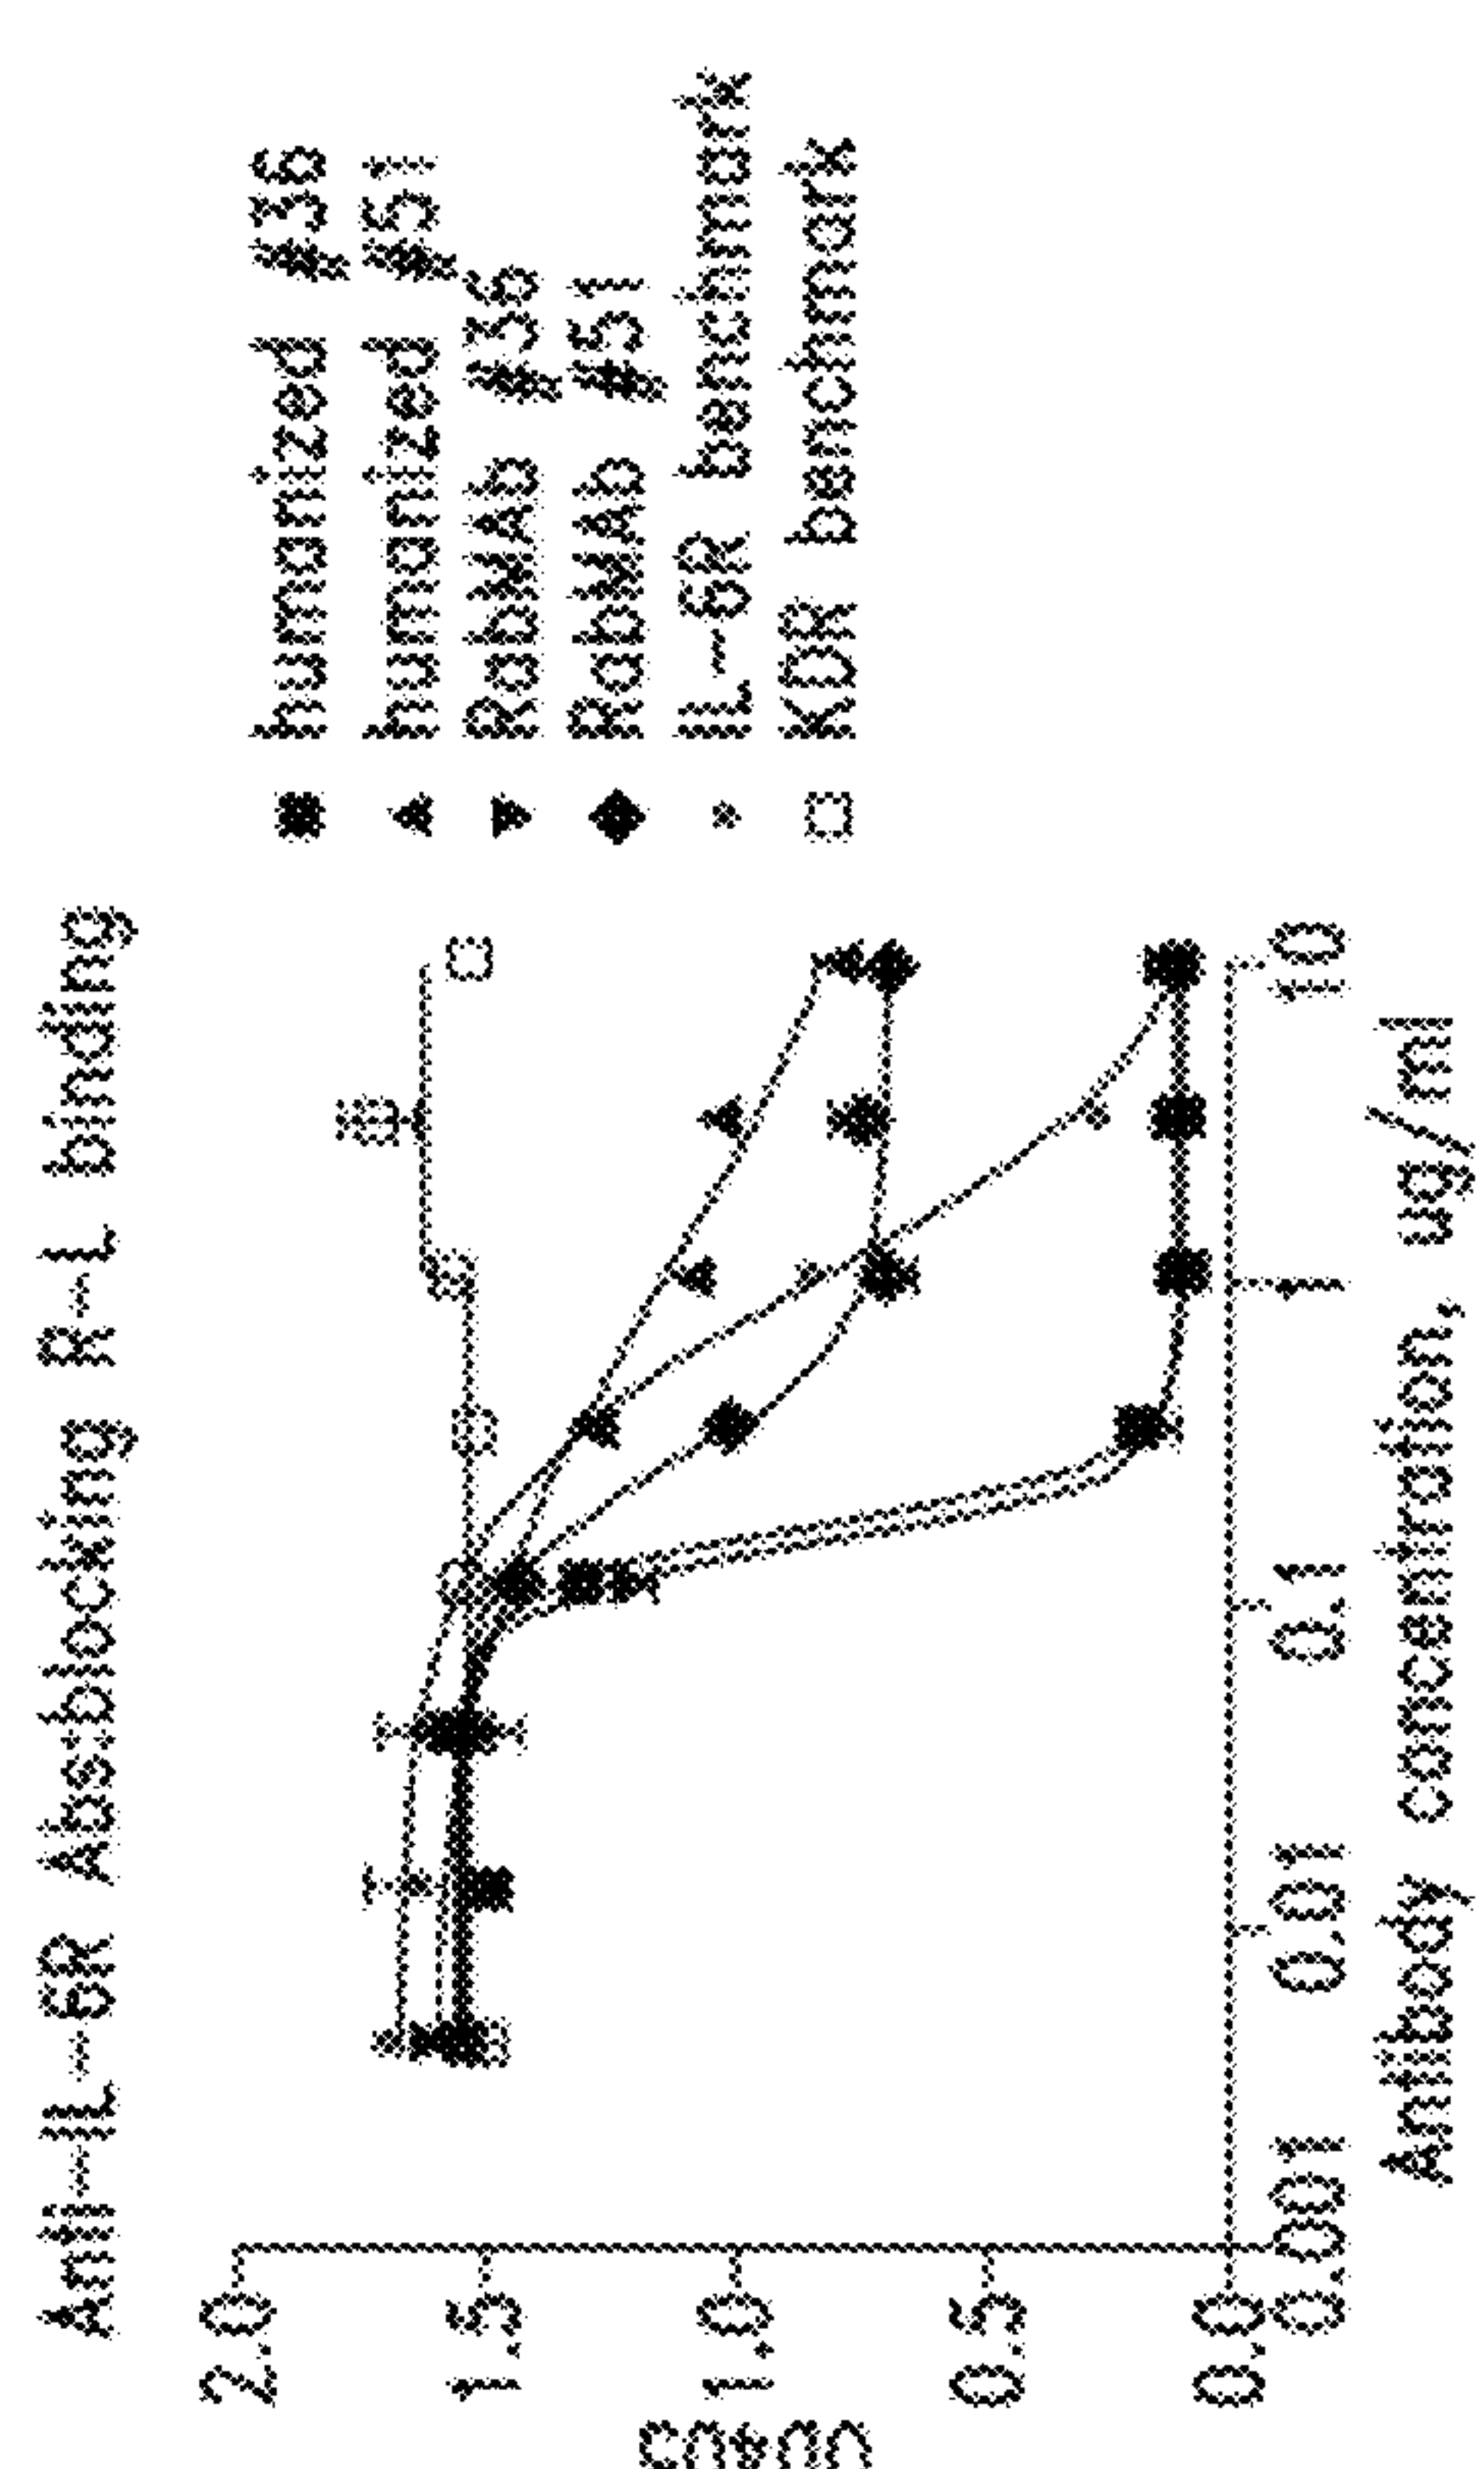 Anti-IL-6R Abs-blocking R-L binding
humanized #36
humanized #51
RabMAb #36
RabMAb #51
IL-6R benchmark
KDR benchmark
2.0
1.5
1.0
0.5
0.0
0.001
0.01
0.1
1
10
Antibody concentration, ug/ml